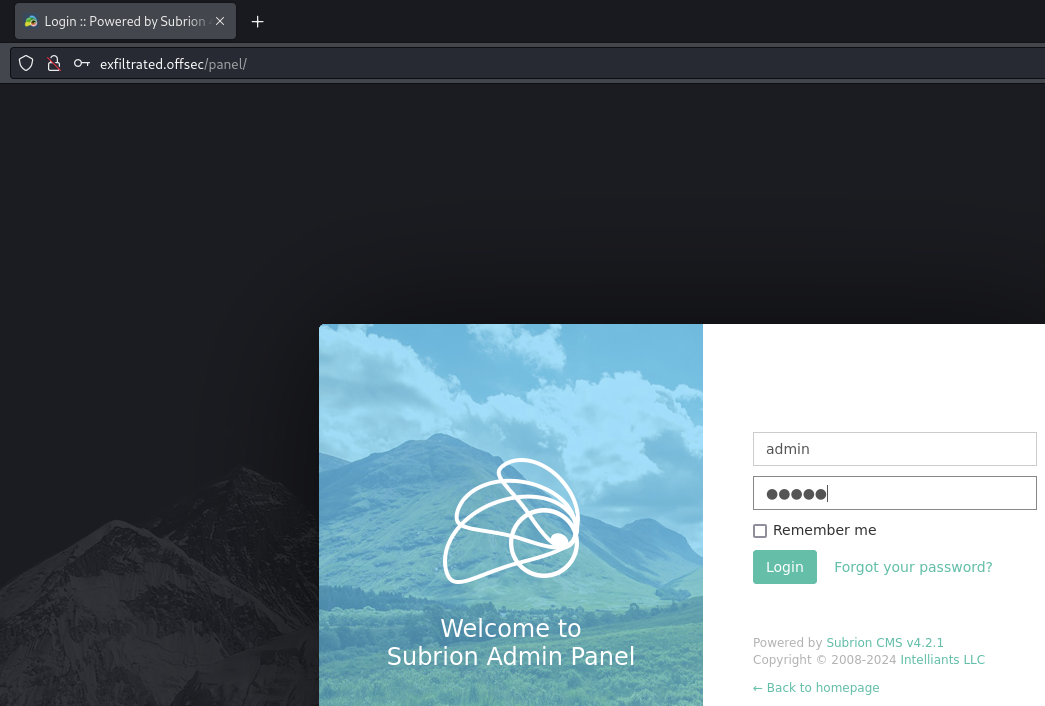 Login :: Powered by Subrion
exfiltrated.offsec/panel/
admin
Remember me
Login Forgot your password?
Welcome to
Subrion Admin Panel
Powered by Subrion CMS v4.2.1
Copyright © 2008-2024 Intelliants LLC
← Back to homepage